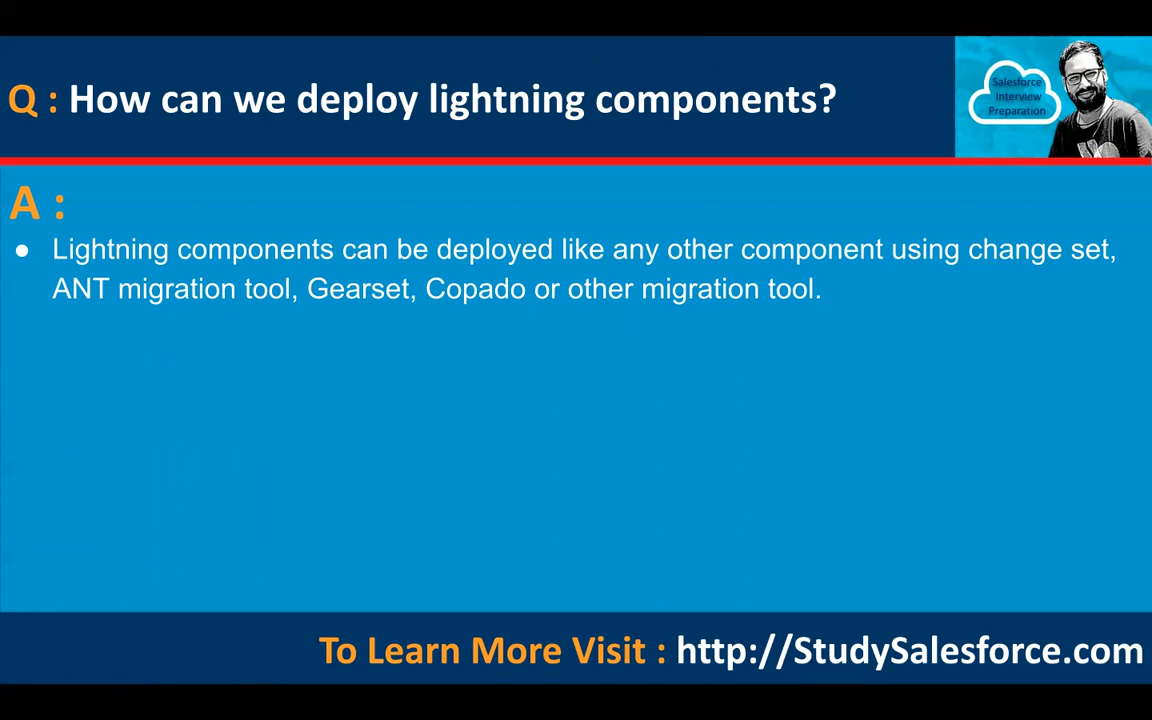 Q : How can we deploy lightning components?
Salesforce
Interview
Preparation
A :
● Lightning components can be deployed like any other component using change set,
ANT migration tool, Gearset, Copado or other migration tool.
To Learn More Visit : http://StudySalesforce.com